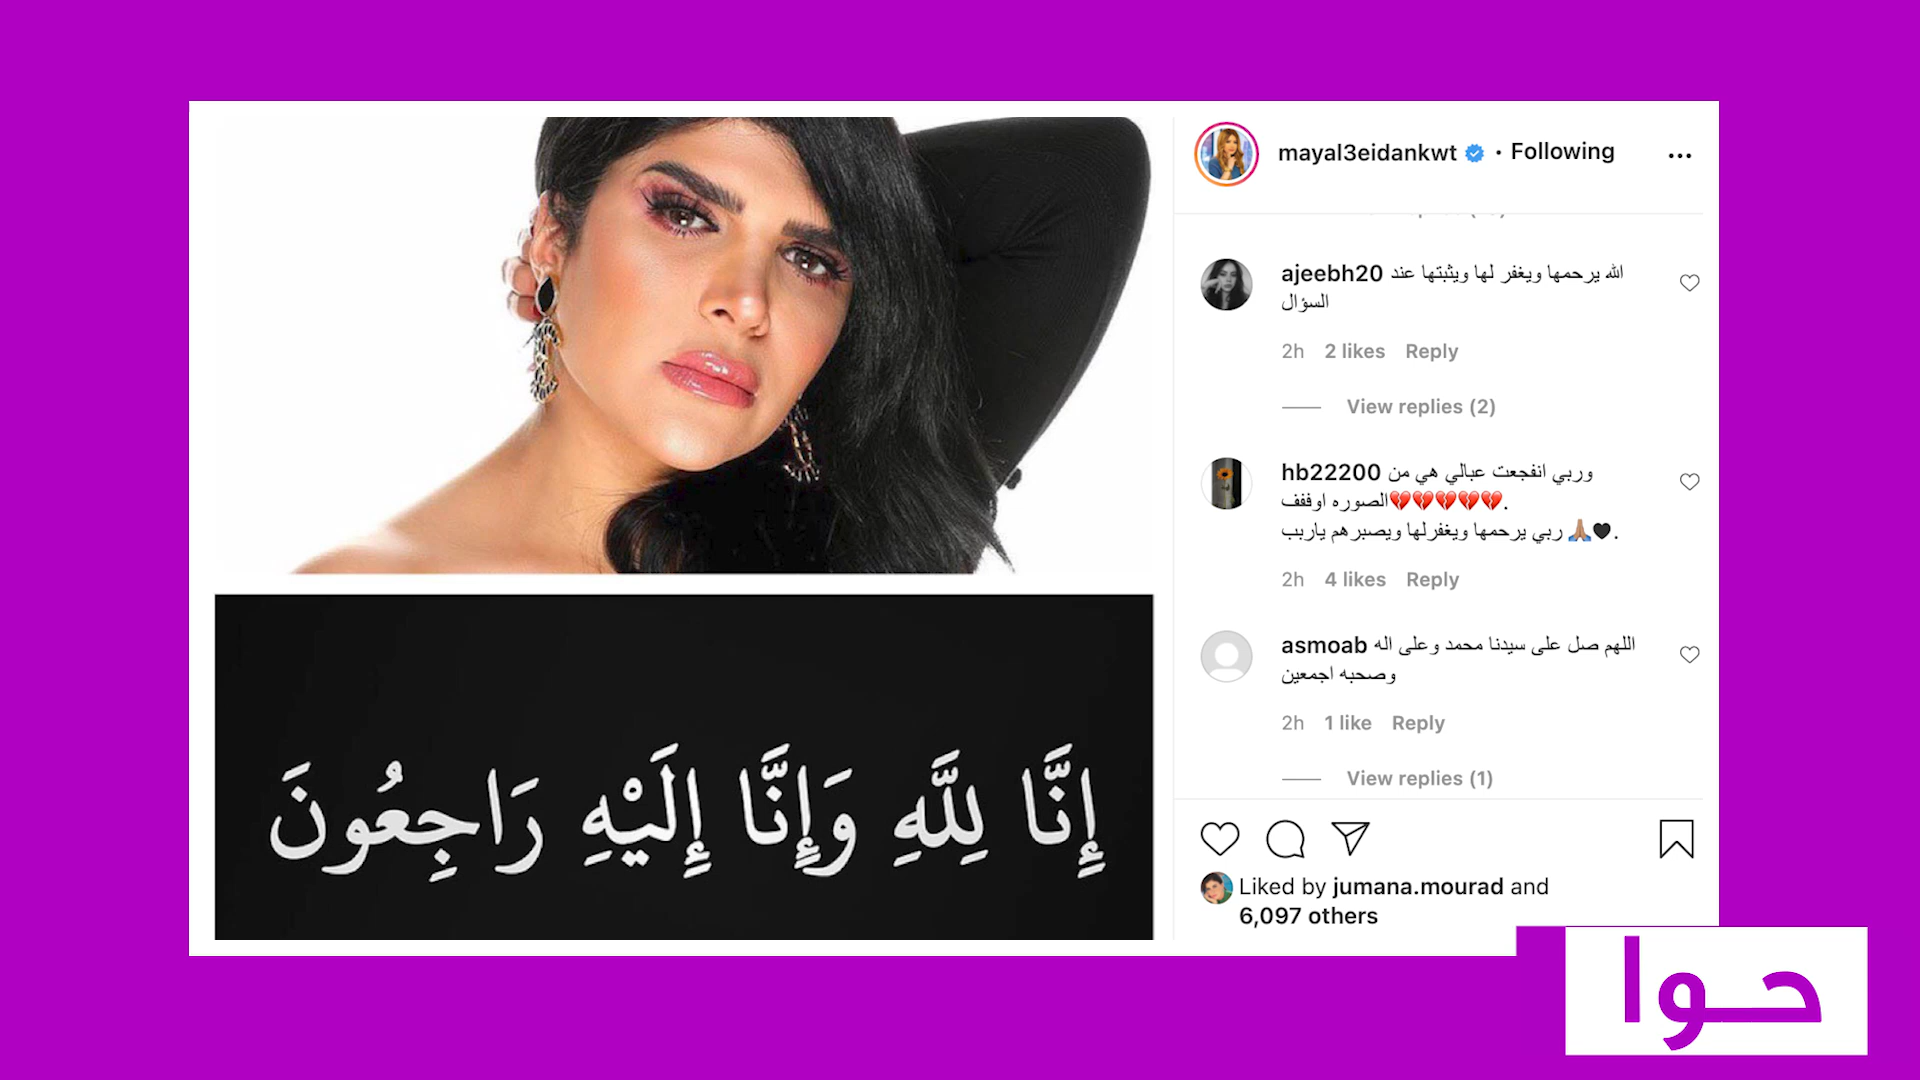 إِنَّا لِلَّهِ وَإِنَّا إِلَيْهِ رَاجِعُونَ
mayal3eidankwt • Following
ajeebh20 الله يرحمها ويغفر لها ويثبتها عند
السؤال
2h 2 likes Reply
View replies (2)
hb22200 وربي انفجعت عبالي هي من
الصوره اوففف💔💔💔💔💔.
ربي يرحمها ويغفرلها ويصبرهم ياربب 🙏🏽🖤.
2h 4 likes Reply
asmoab اللهم صل على سيدنا محمد وعلى اله
وصحبه اجمعين
2h 1 like Reply
View replies (1)
Liked by jumana.mourad and
6,097 others
حـوا